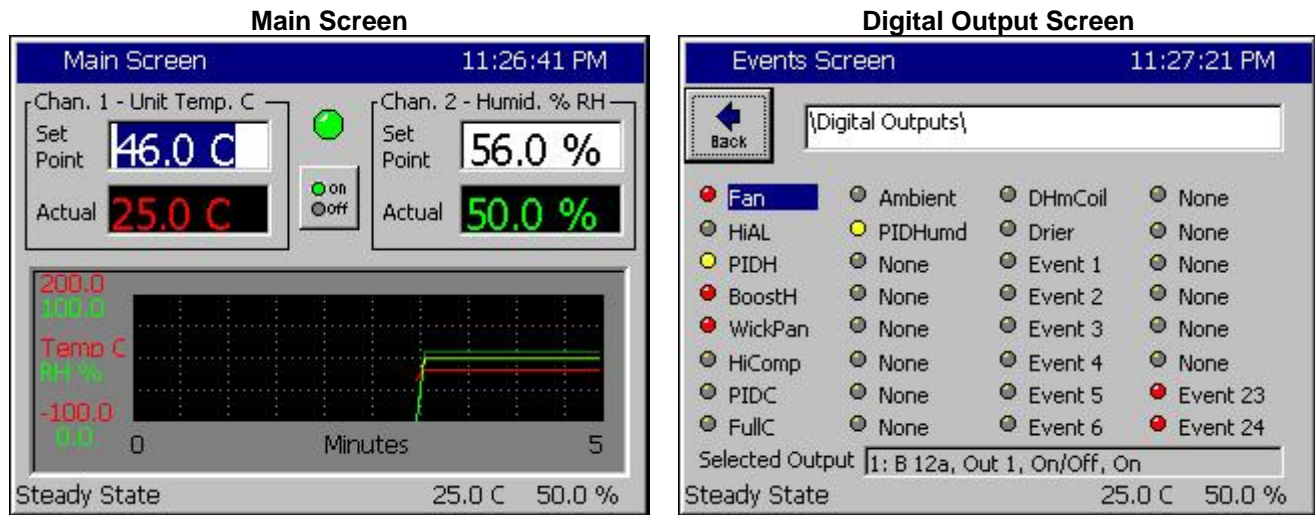 Main Screen
Main Screen 11:26:41 PM
Chan. 1 - Unit Temp. C
Set Point 46.0 C
Actual 25.0 C
on
off
Chan. 2 - Humid. % RH
Set Point 56.0 %
Actual 50.0 %
200.0
100.0
Temp C
RH %
-100.0
0.0
0 Minutes 5
Steady State 25.0 C 50.0 %
Digital Output Screen
Events Screen 11:27:21 PM
Back
\Digital Outputs\
Fan Ambient DHmCoil None
HiAL PIDHumd Drier None
PIDH None Event 1 None
BoostH None Event 2 None
WickPan None Event 3 None
HiComp None Event 4 None
PIDC None Event 5 Event 23
FullC None Event 6 Event 24
Selected Output 1: B 12a, Out 1, On/Off, On
Steady State 25.0 C 50.0 %